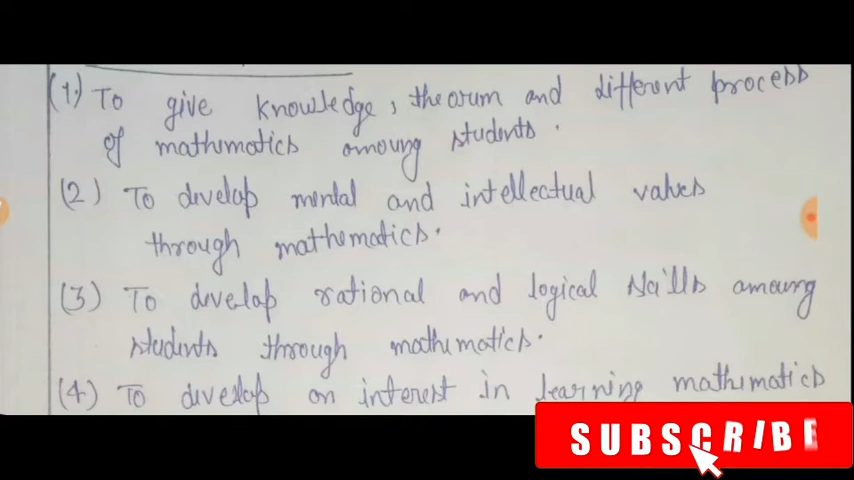 (1.) To give knowledge, theorum and different process
of mathematics amoung students.
(2) To develop mental and intellectual values
through mathematics.
(3) To develop rational and logical skills amoung
students through mathematics.
(4) To develop an interest in learning mathematics
SUBSCRIBE